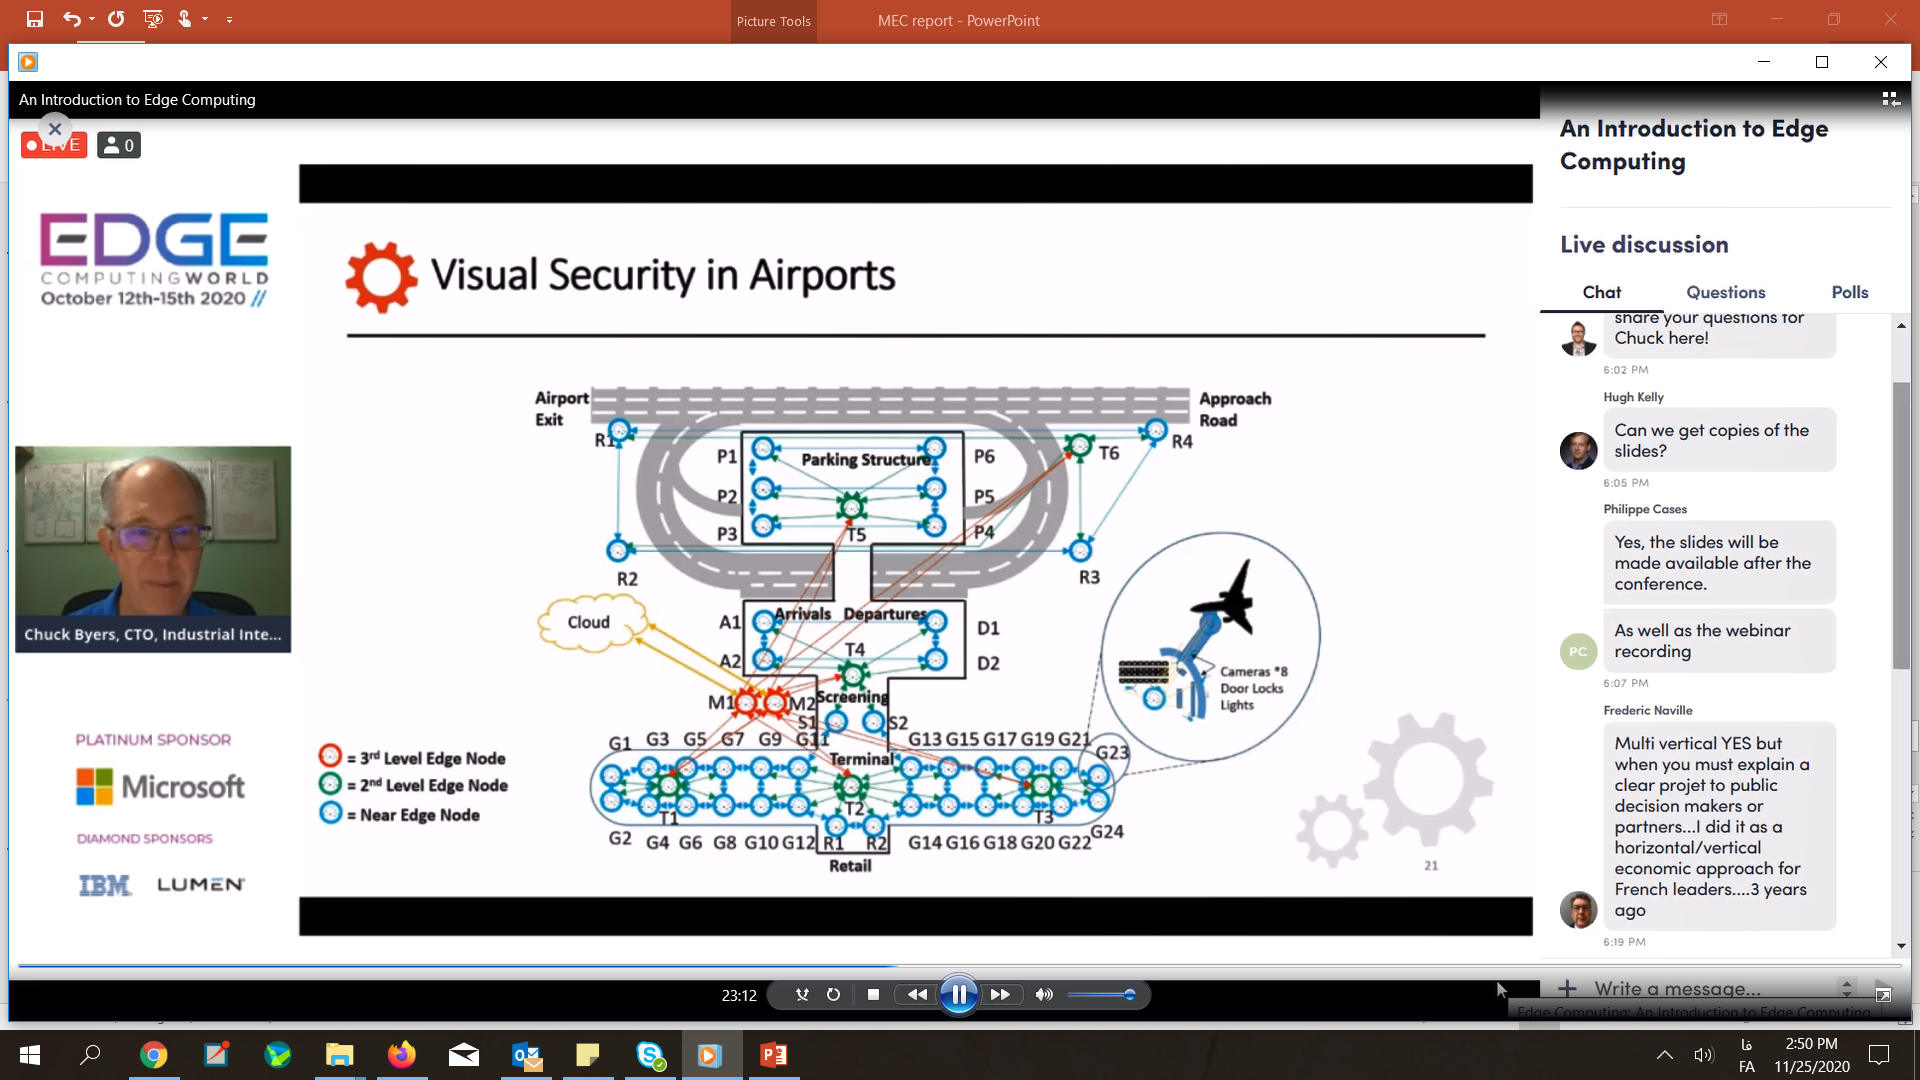 Picture Tools
MEC report - PowerPoint
An Introduction to Edge Computing
LIVE
0
EDGE
COMPUTINGWORLD
October 12th-15th 2020 //
Chuck Byers, CTO, Industrial Inte...
PLATINUM SPONSOR
Microsoft
DIAMOND SPONSORS
IBM
LUMEN
Visual Security in Airports
Airport
Exit
Approach
Road
R1
R4
T6
P1
Parking Structure
P6
P2
P5
P3
T5
P4
R2
R3
Cloud
A1
Arrivals
Departures
D1
A2
T4
D2
M1
M2
Screening
S1
S2
Cameras *8
Door Locks
Lights
G1 G3 G5 G7 G9 G11
G13 G15 G17 G19 G21
G23
Terminal
T1
T2
T3
G2 G4 G6 G8 G10 G12
R1 R2
G14 G16 G18 G20 G22 G24
Retail
= 3rd Level Edge Node
= 2nd Level Edge Node
= Near Edge Node
21
An Introduction to Edge
Computing
Live discussion
Chat
Questions
Polls
share your questions for
Chuck here!
6:02 PM
Hugh Kelly
Can we get copies of the
slides?
6:05 PM
Philippe Cases
Yes, the slides will be
made available after the
conference.
As well as the webinar
recording
PC
6:07 PM
Frederic Naville
Multi vertical YES but
when you must explain a
clear projet to public
decision makers or
partners...I did it as a
horizontal/vertical
economic approach for
French leaders....3 years
ago
6:19 PM
Write a message...
Edge Computing: An Introduction to Edge Computing
23:12
فا
FA
2:50 PM
11/25/2020